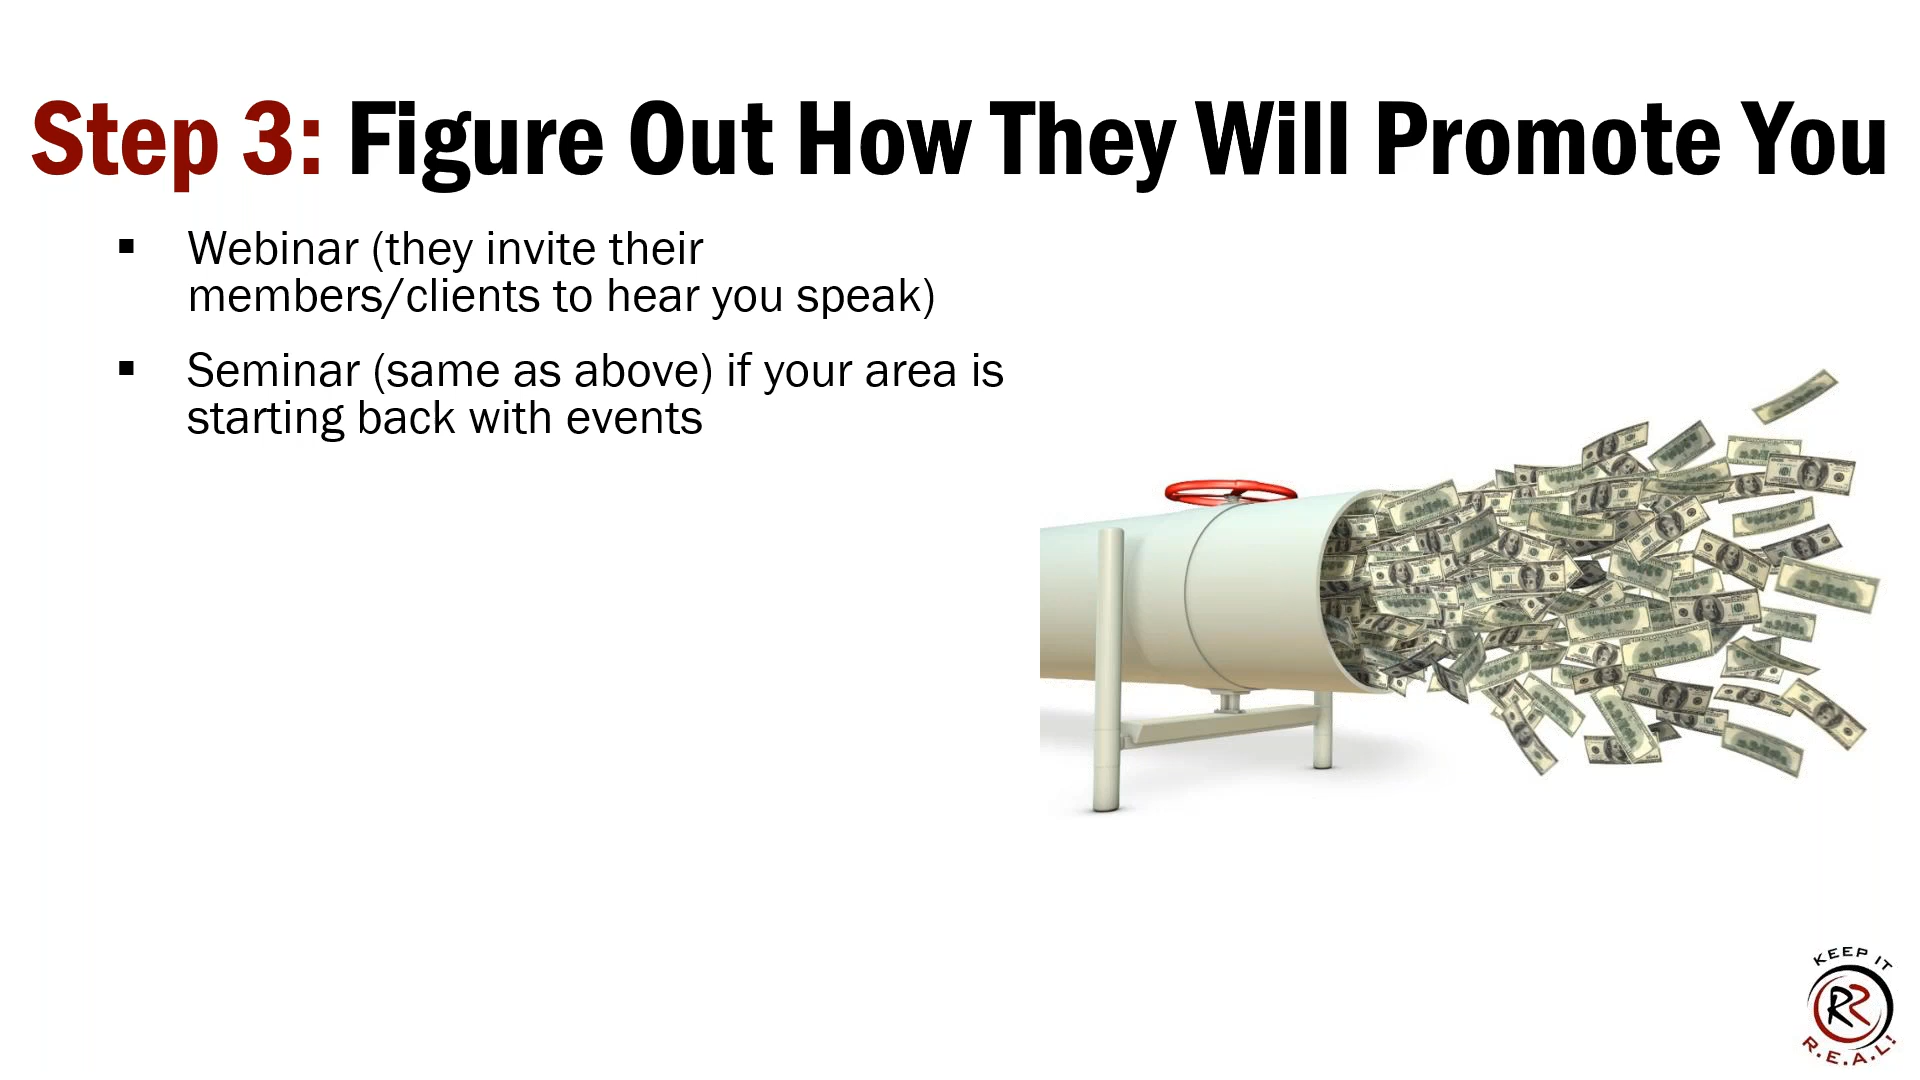 Step 3: Figure Out How They Will Promote You
▪ Webinar (they invite their
members/clients to hear you speak)
▪ Seminar (same as above) if your area is
starting back with events
KEEP IT
RR
R.E.A.L!